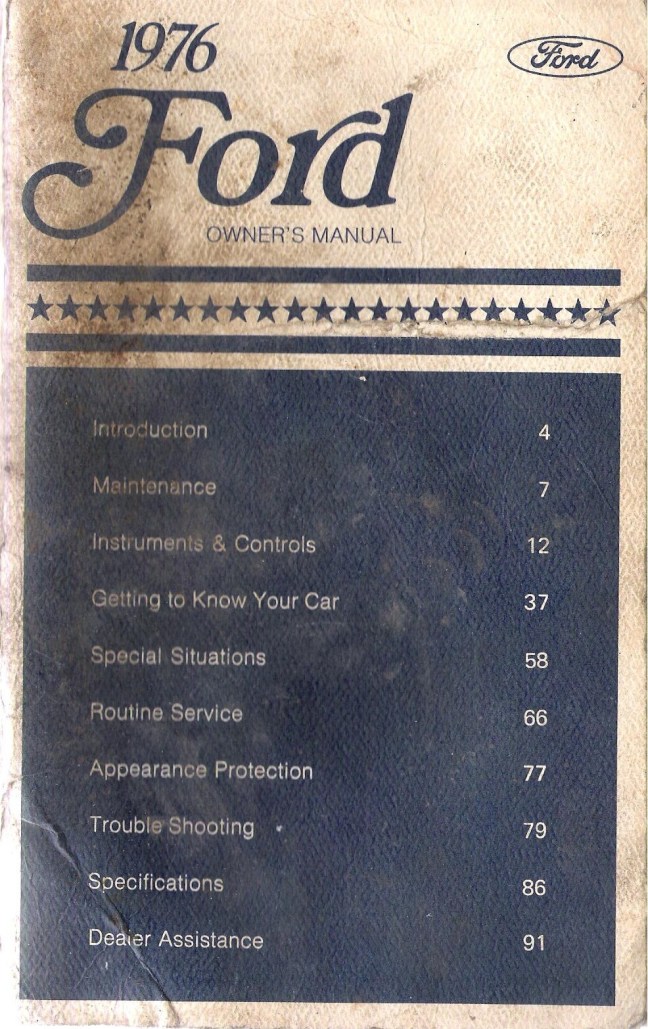 1976
Ford
Ford
OWNER'S MANUAL
Introduction 4
Maintenance 7
Instruments & Controls 12
Getting to Know Your Car 37
Special Situations 58
Routine Service 66
Appearance Protection 77
Trouble Shooting 79
Specifications 86
Dealer Assistance 91